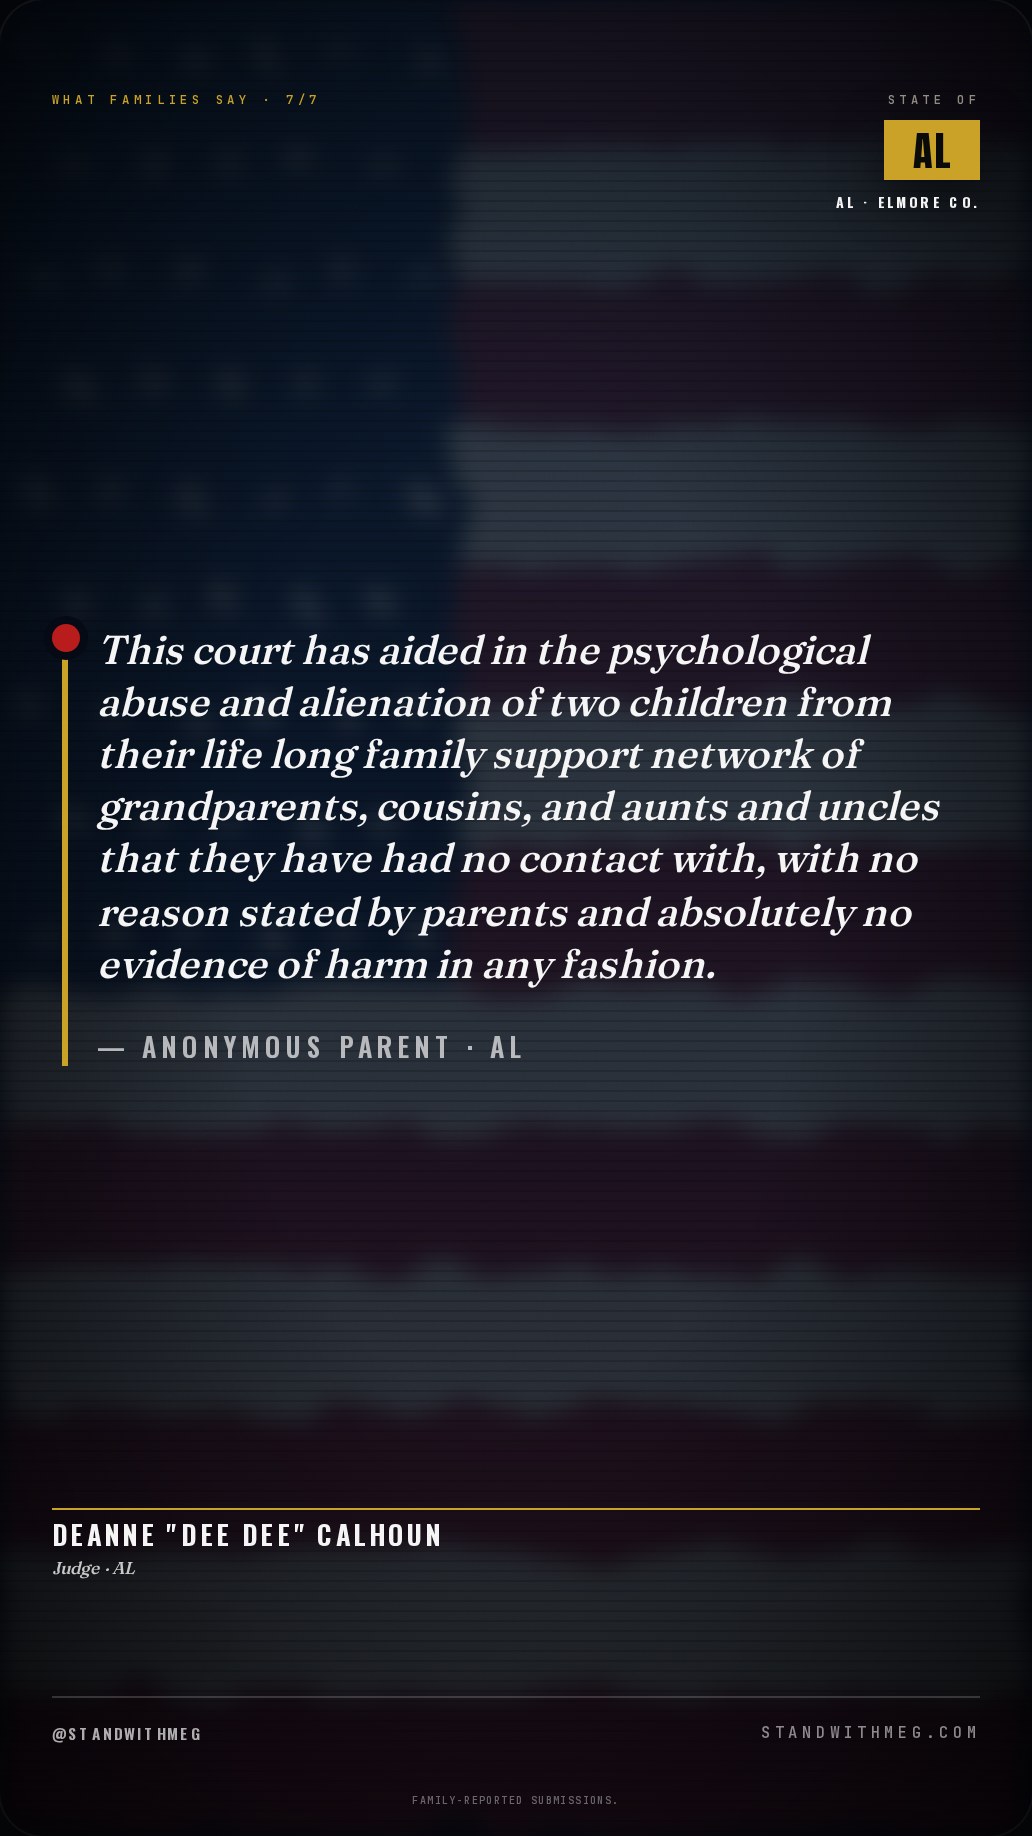 WHAT FAMILIES SAY · 7/7
STATE OF
AL
AL · ELMORE CO.
This court has aided in the psychological
abuse and alienation of two children from
their life long family support network of
grandparents, cousins, and aunts and uncles
that they have had no contact with, with no
reason stated by parents and absolutely no
evidence of harm in any fashion.
— ANONYMOUS PARENT · AL
DEANNE "DEE DEE" CALHOUN
Judge · AL
@STANDWITHMEG
STANDWITHMEG.COM
FAMILY-REPORTED SUBMISSIONS.